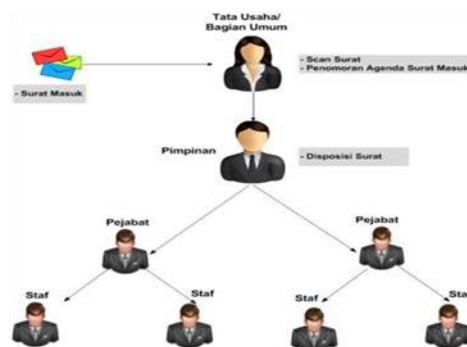 Tata Usaha/
Bagian Umum
- Scan Surat
- Penomoran Agenda Surat Masuk
- Surat Masuk
Pimpinan
- Disposisi Surat
Pejabat
Pejabat
Staf
Staf
Staf
Sta